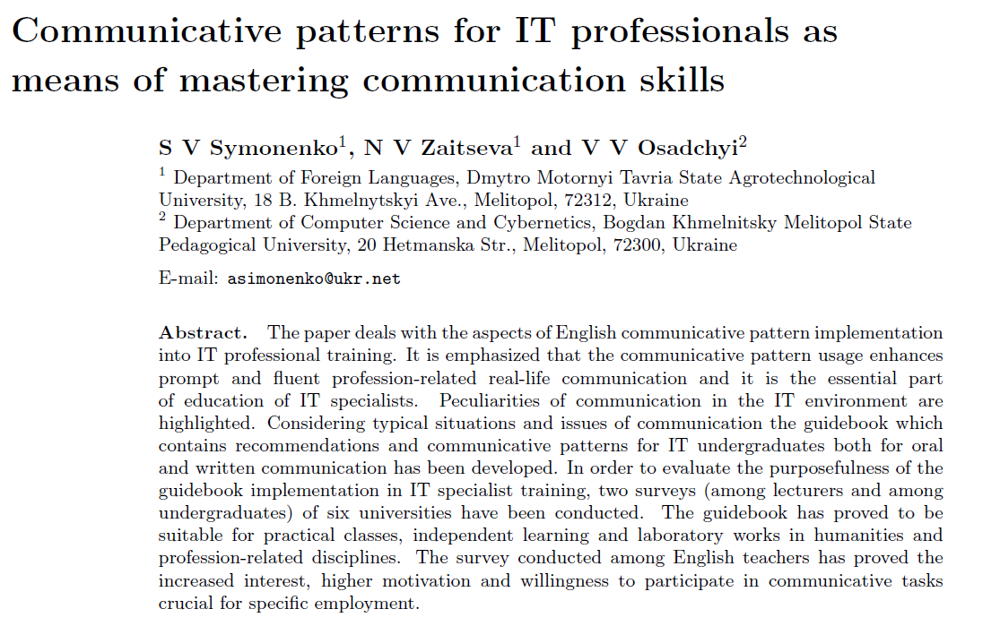 Communicative patterns for IT professionals as
means of mastering communication skills
S V Symonenko¹, N V Zaitseva¹ and V V Osadchyi²
¹ Department of Foreign Languages, Dmytro Motornyi Tavria State Agrotechnological
University, 18 B. Khmelnytskyi Ave., Melitopol, 72312, Ukraine
² Department of Computer Science and Cybernetics, Bogdan Khmelnitsky Melitopol State
Pedagogical University, 20 Hetmanska Str., Melitopol, 72300, Ukraine
E-mail: asimonenko@ukr.net
Abstract. The paper deals with the aspects of English communicative pattern implementation
into IT professional training. It is emphasized that the communicative pattern usage enhances
prompt and fluent profession-related real-life communication and it is the essential part
of education of IT specialists. Peculiarities of communication in the IT environment are
highlighted. Considering typical situations and issues of communication the guidebook which
contains recommendations and communicative patterns for IT undergraduates both for oral
and written communication has been developed. In order to evaluate the purposefulness of the
guidebook implementation in IT specialist training, two surveys (among lecturers and among
undergraduates) of six universities have been conducted. The guidebook has proved to be
suitable for practical classes, independent learning and laboratory works in humanities and
profession-related disciplines. The survey conducted among English teachers has proved the
increased interest, higher motivation and willingness to participate in communicative tasks
crucial for specific employment.